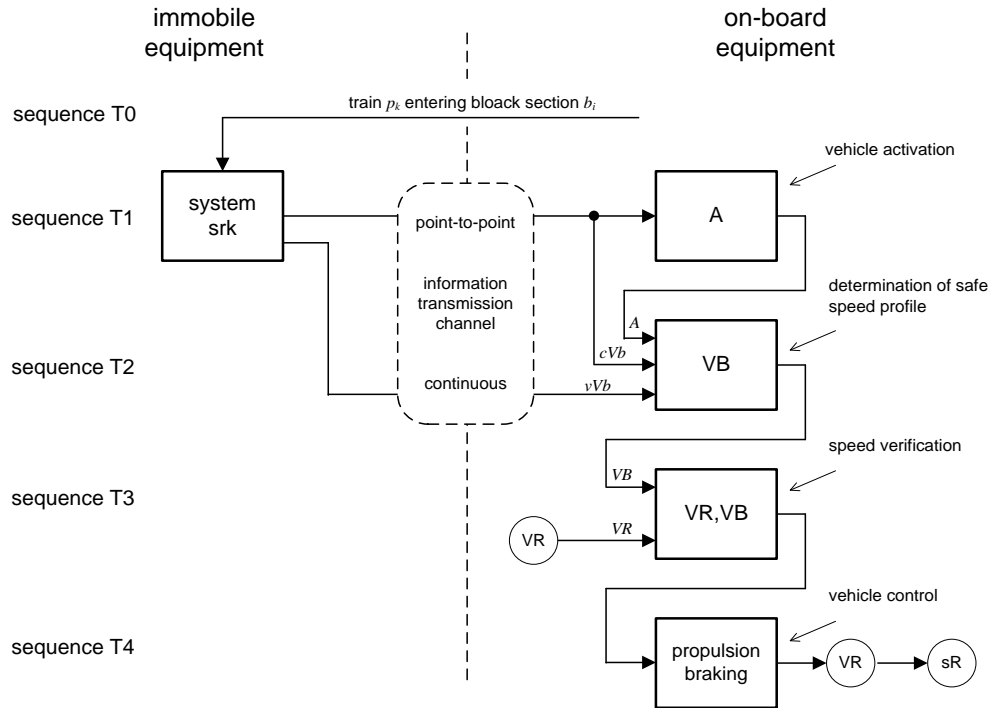 immobile
equipment
on-board
equipment
sequence T0
train pk entering bloack section bi
vehicle activation
sequence T1
system
srk
point-to-point
A
information
transmission
channel
determination of safe
speed profile
A
cVb
VB
sequence T2
continuous
vVb
speed verification
VB
sequence T3
VR,VB
VR
VR
vehicle control
sequence T4
propulsion
braking
VR
sR